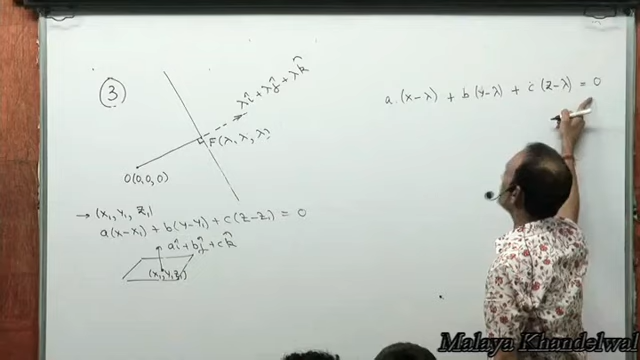 ③
λî + λĵ + λk̂
F(λ, λ, λ)
O(0,0,0)
→ (x₁, y₁, z₁)
a(x-x₁) + b(y-y₁) + c(z-z₁) = 0
aî + bĵ + ck̂
(x₁, y₁, z₁)
a.(x-λ) + b(y-λ) + c(z-λ) = 0
Malaya Khandelwal